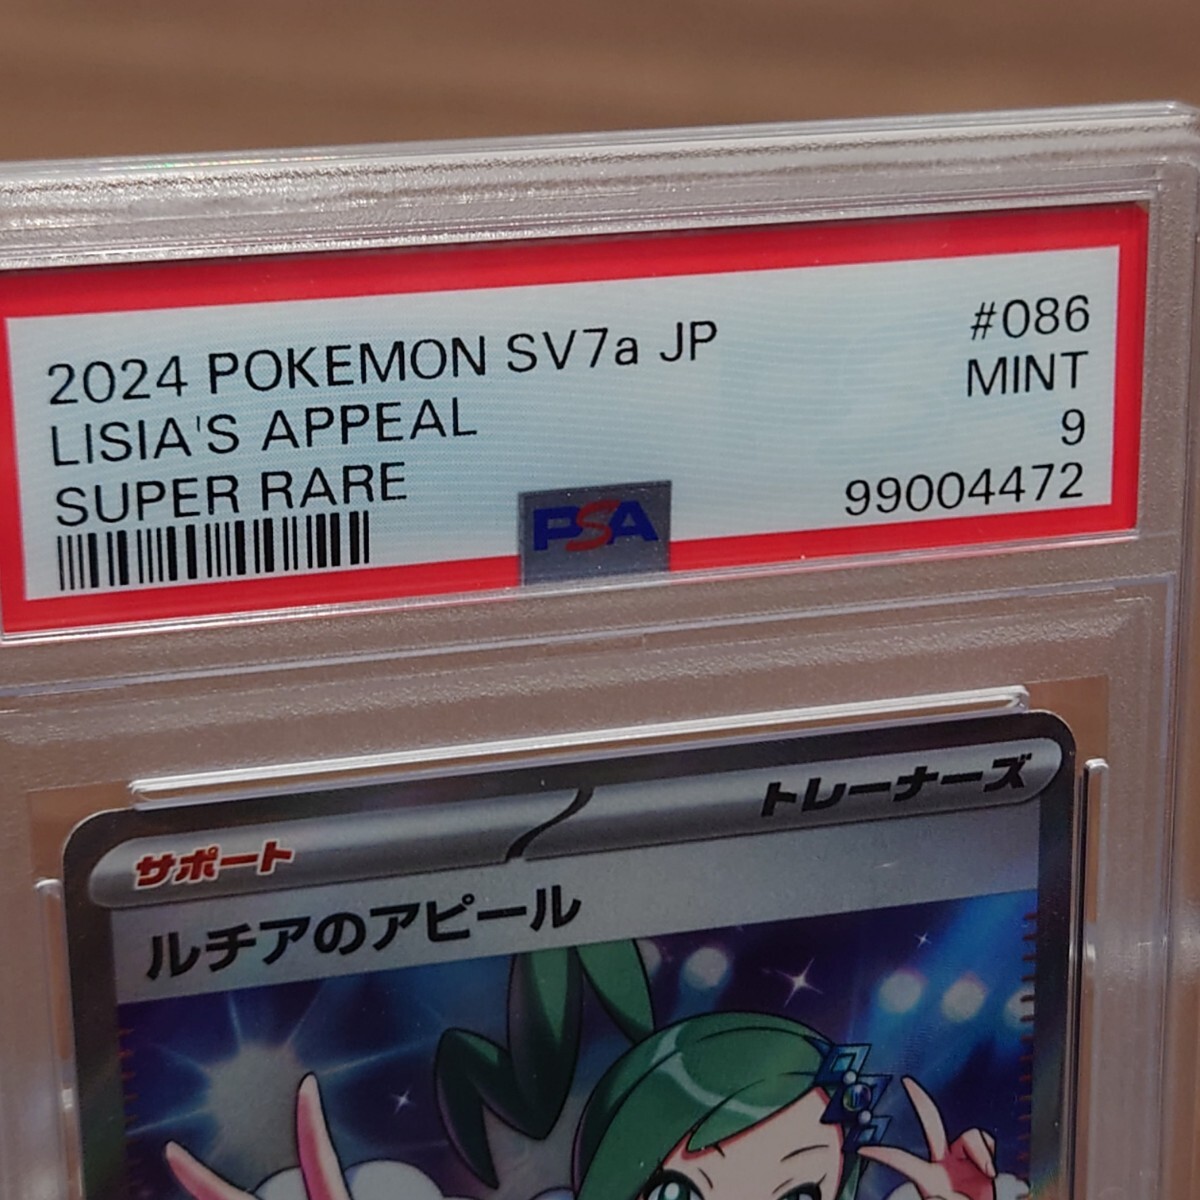 2024 POKEMON SV7a JP #086
LISIA'S APPEAL MINT
SUPER RARE 9
99004472
PSA
サポート トレーナーズ
ルチアのアピール